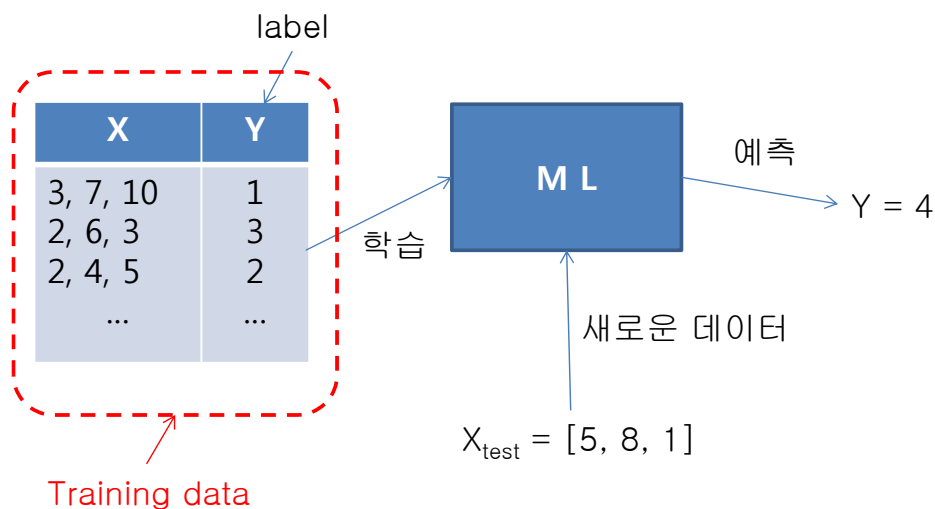 label
X Y
3, 7, 10 1
2, 6, 3 3
2, 4, 5 2
... ...
학습
M L
예측
Y = 4
새로운 데이터
Xtest = [5, 8, 1]
Training data